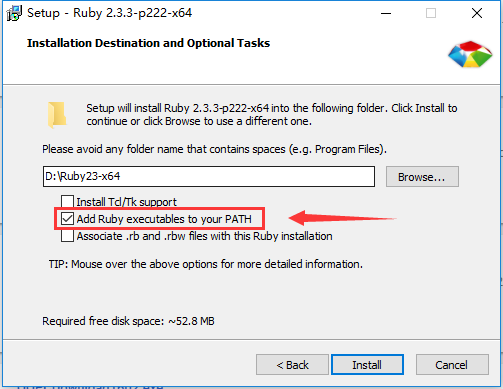 Setup - Ruby 2.3.3-p222-x64
Installation Destination and Optional Tasks
Setup will install Ruby 2.3.3-p222-x64 into the following folder. Click Install to
continue or click Browse to use a different one.
Please avoid any folder name that contains spaces (e.g. Program Files).
D:\Ruby23-x64
Browse...
Install Tcl/Tk support
Add Ruby executables to your PATH
Associate .rb and .rbw files with this Ruby installation
TIP: Mouse over the above options for more detailed information.
Required free disk space: ~52.8 MB
< Back
Install
Cancel